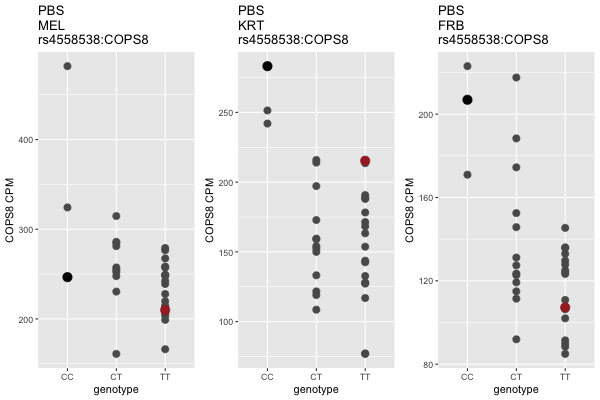 PBS
MEL
rs4558538:COPS8
COPS8 CPM
400
300
200
CC
CT
TT
genotype
PBS
KRT
rs4558538:COPS8
COPS8 CPM
250
200
150
100
CC
CT
TT
genotype
PBS
FRB
rs4558538:COPS8
COPS8 CPM
200
160
120
80
CC
CT
TT
genotype